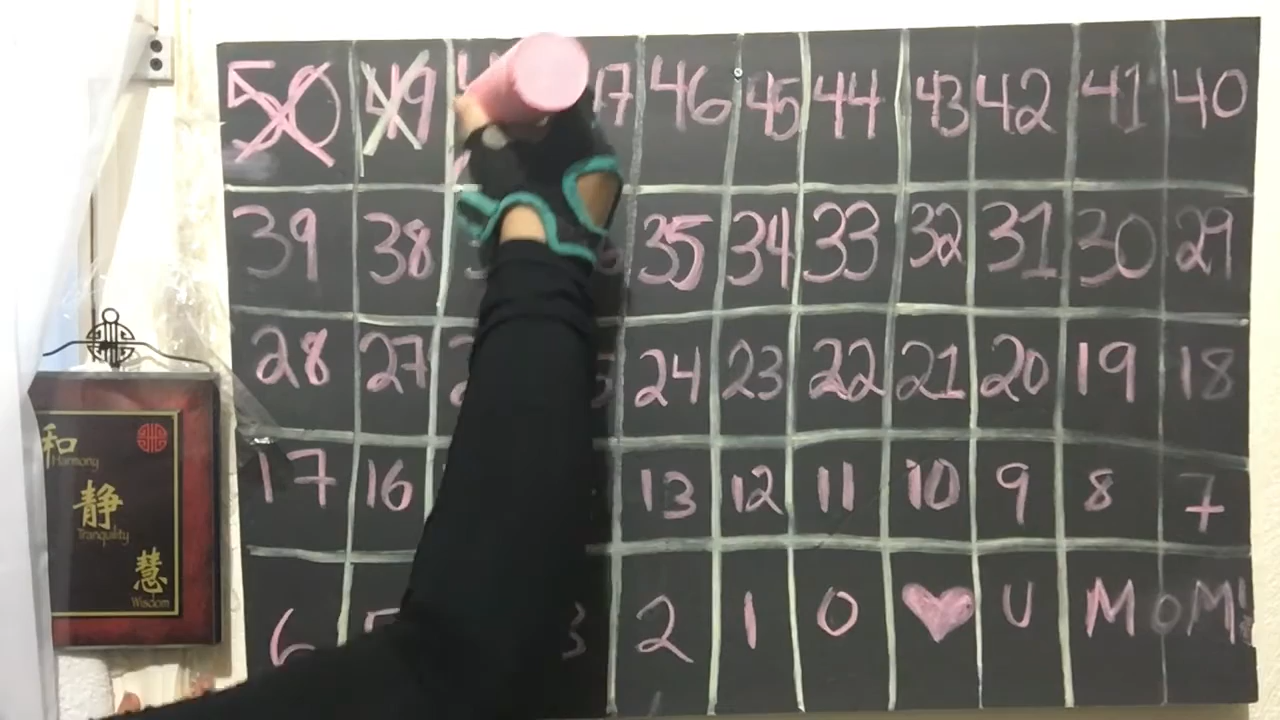 50 49 47 46 45 44 43 42 41 40
39 38 35 34 33 32 31 30 29
28 27 24 23 22 21 20 19 18
17 16 13 12 11 10 9 8 7
6 5 3 2 1 0 ♥ U MOM!
和
Harmony
静
Tranquility
慧
Wisdom